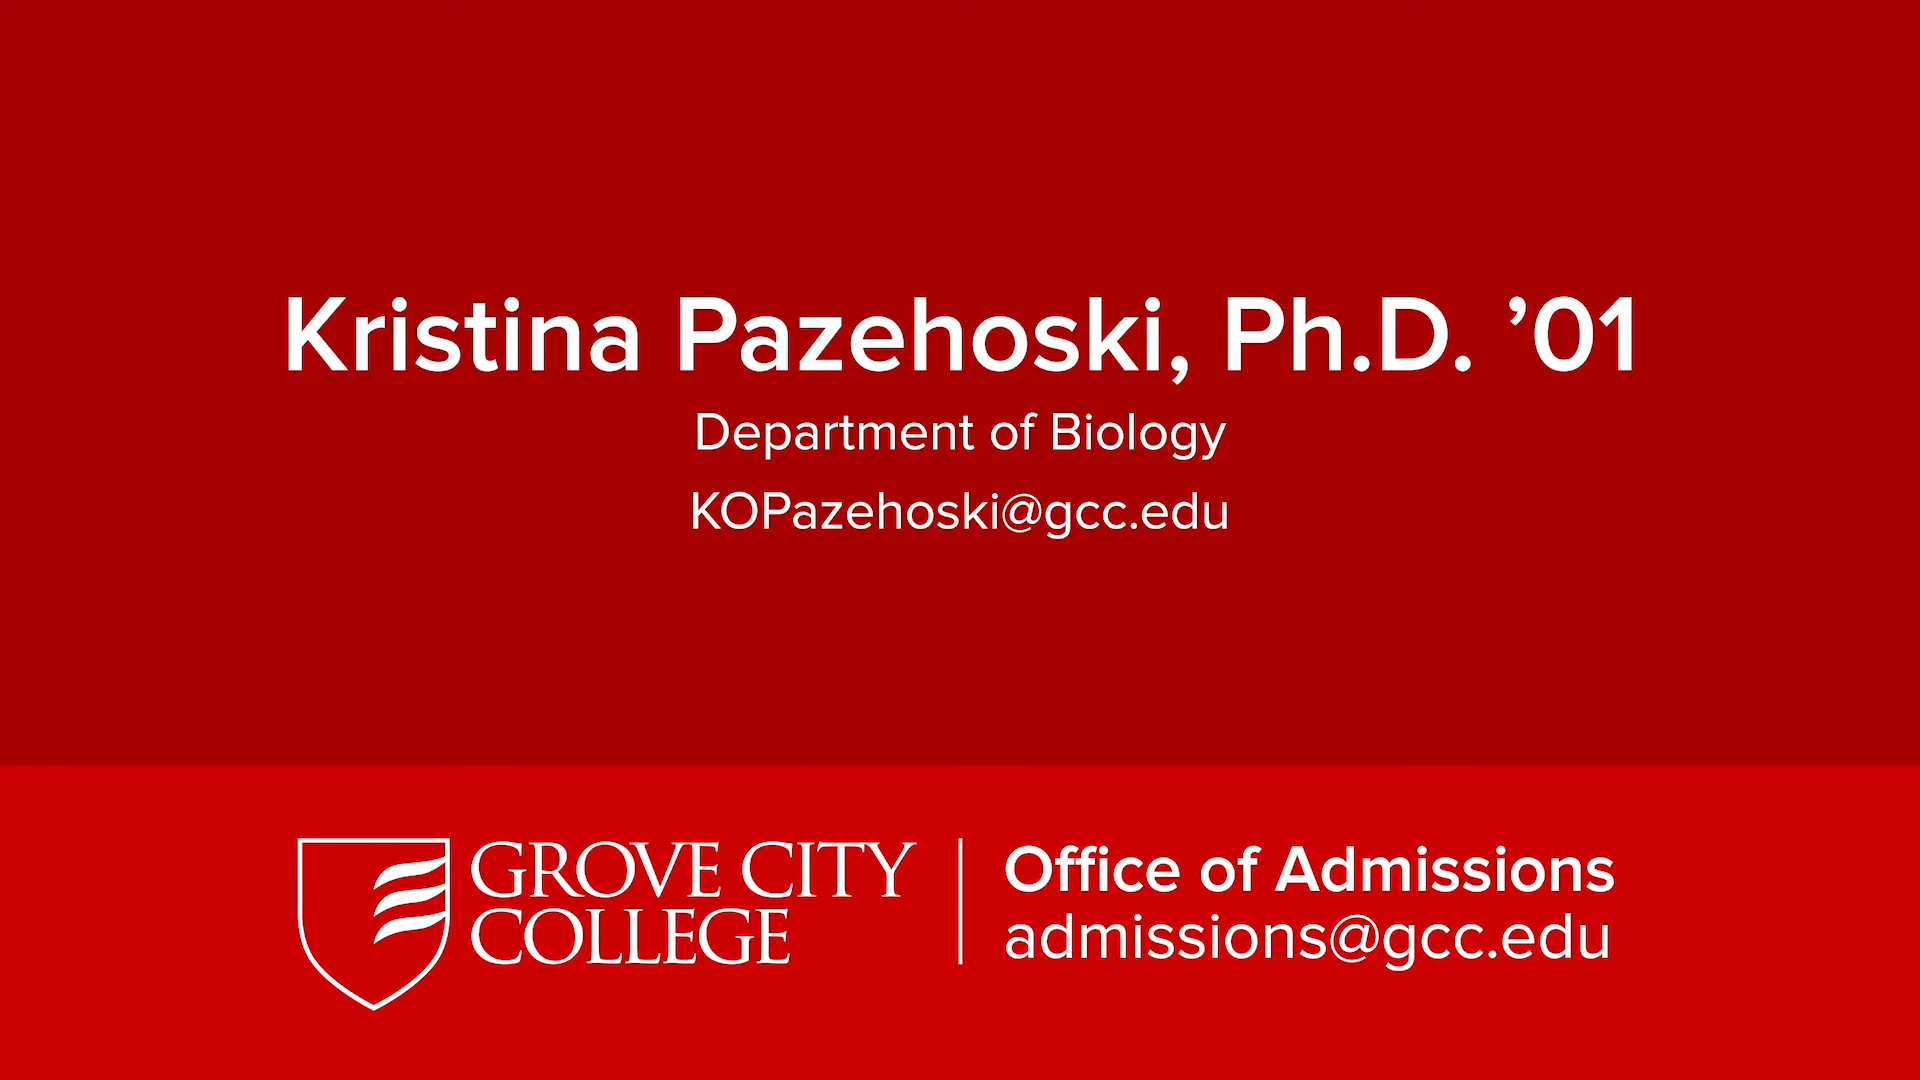 Kristina Pazehoski, Ph.D. ’01
Department of Biology
KOPazehoski@gcc.edu
GROVE CITY
COLLEGE
Office of Admissions
admissions@gcc.edu